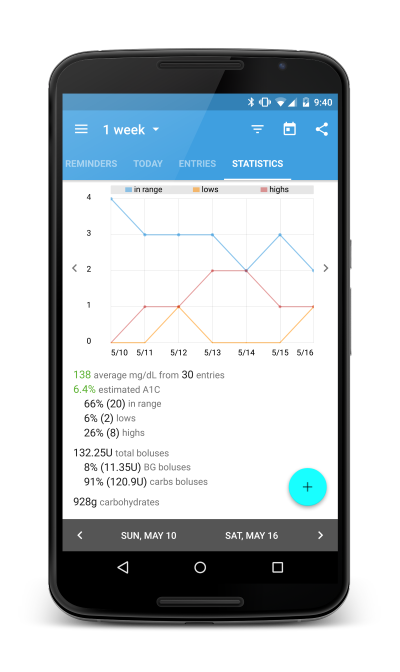 9:40
1 week
REMINDERS TODAY ENTRIES STATISTICS
in range lows highs
4
3
2
1
0
5/10 5/11 5/12 5/13 5/14 5/15 5/16
138 average mg/dL from 30 entries
6.4% estimated A1C
66% (20) in range
6% (2) lows
26% (8) highs
132.25U total boluses
8% (11.35U) BG boluses
91% (120.9U) carbs boluses
928g carbohydrates
+
SUN, MAY 10 SAT, MAY 16